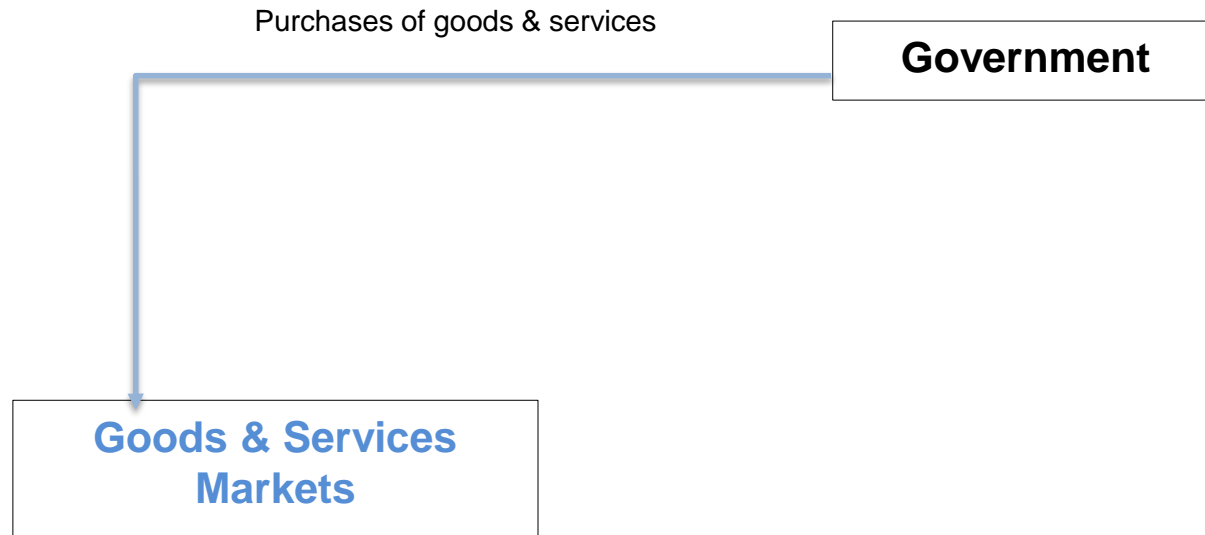 Purchases of goods & services
Government
Goods & Services
Markets